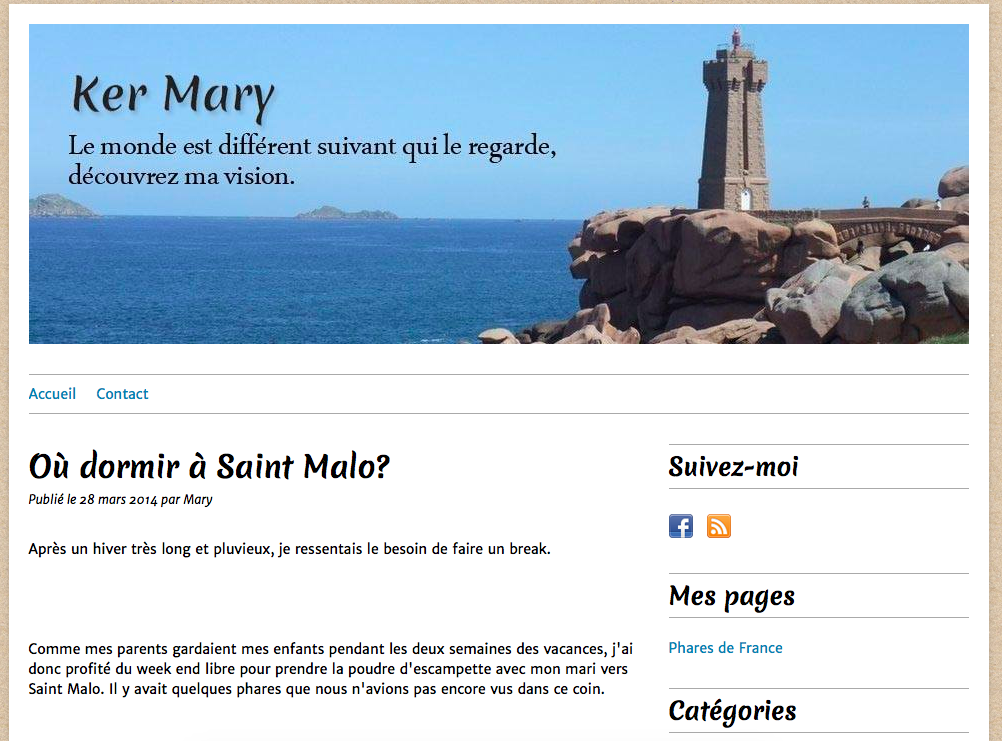 Ker Mary
Le monde est différent suivant qui le regarde,
découvrez ma vision.
Accueil Contact
Où dormir à Saint Malo?
Publié le 28 mars 2014 par Mary
Après un hiver très long et pluvieux, je ressentais le besoin de faire un break.
Comme mes parents gardaient mes enfants pendant les deux semaines des vacances, j'ai
donc profité du week end libre pour prendre la poudre d'escampette avec mon mari vers
Saint Malo. Il y avait quelques phares que nous n'avions pas encore vus dans ce coin.
Suivez-moi
Mes pages
Phares de France
Catégories